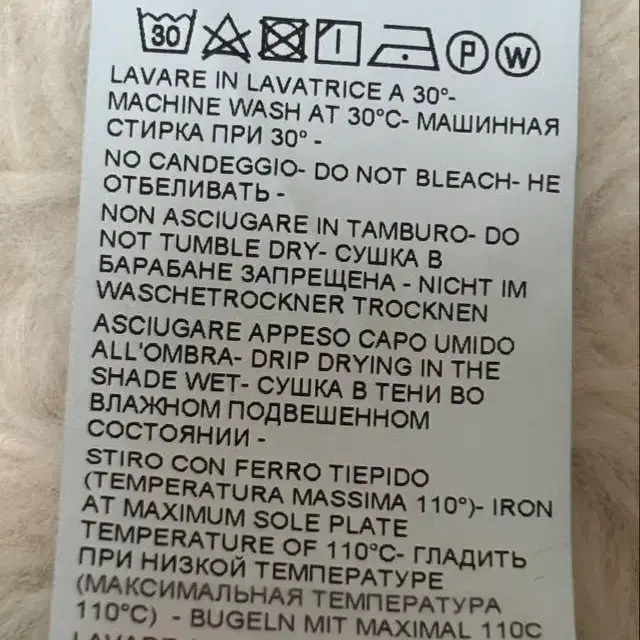 30 P W
LAVARE IN LAVATRICE A 30°-
MACHINE WASH AT 30°C- МАШИННАЯ
СТИРКА ПРИ 30° -
NO CANDEGGIO- DO NOT BLEACH- НЕ
ОТБЕЛИВАТЬ -
NON ASCIUGARE IN TAMBURO- DO
NOT TUMBLE DRY- СУШКА В
БАРАБАНЕ ЗАПРЕЩЕНА - NICHT IM
WASCHETROCKNER TROCKNEN
ASCIUGARE APPESO CAPO UMIDO
ALL'OMBRA- DRIP DRYING IN THE
SHADE WET- СУШКА В ТЕНИ ВО
ВЛАЖНОМ ПОДВЕШЕННОМ
СОСТОЯНИИ -
STIRO CON FERRO TIEPIDO
(TEMPERATURA MASSIMA 110°)- IRON
AT MAXIMUM SOLE PLATE
TEMPERATURE OF 110°C- ГЛАДИТЬ
ПРИ НИЗКОЙ ТЕМПЕРАТУРЕ
(МАКСИМАЛЬНАЯ ТЕМПЕРАТУРА
110°C) - BUGELN MIT MAXIMAL 110C